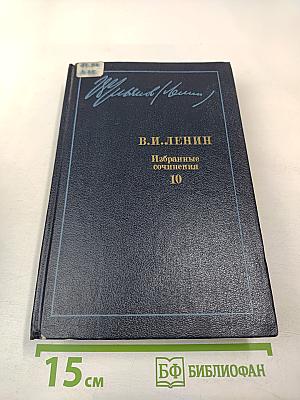 В.И.ЛЕНИН
Избранные
сочинения
10
15 см
БФ БИБЛИОФАН